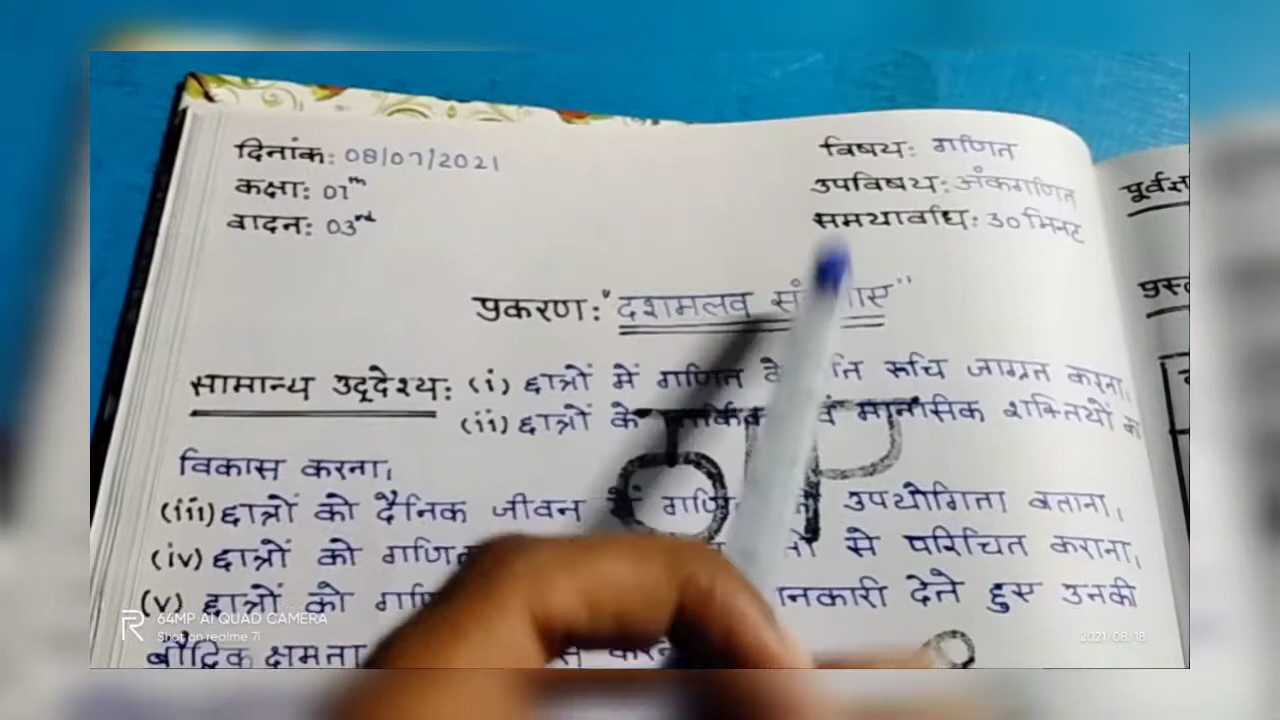 दिनांक: 08/07/2021
कक्षा: 07th
वादन: 03rd
विषय: गणित
उपविषय: अंकगणित
समयावधि: 30 मिनट
प्रकरण: "दशमलव
सामान्य उद्देश्य: (i) छात्रों में गणित के रूचि जाग्रत करना।
(ii) छात्रों के मानसिक शक्तियों का
विकास करना।
(iii) छात्रों को दैनिक जीवन में उपयोगिता बताना।
(iv) छात्रों को से परिचित कराना।
(v) छात्रों को देते हुए उनकी
बौद्धिक क्षमता
64MP AI QUAD CAMERA
Shot on realme 7i
2021/08/18